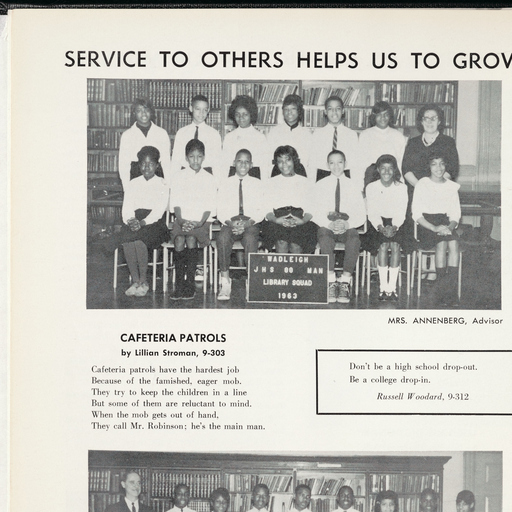 SERVICE TO OTHERS HELPS US TO GROW
WADLEIGH
JHS 88 MAN
LIBRARY SQUAD
1963
MRS. ANNENBERG, Advisor
CAFETERIA PATROLS
by Lillian Stroman, 9-303
Cafeteria patrols have the hardest job
Because of the famished, eager mob.
They try to keep the children in a line
But some of them are reluctant to mind.
When the mob gets out of hand,
They call Mr. Robinson; he's the main man.
Don't be a high school drop-out.
Be a college drop-in.
Russell Woodard, 9-312